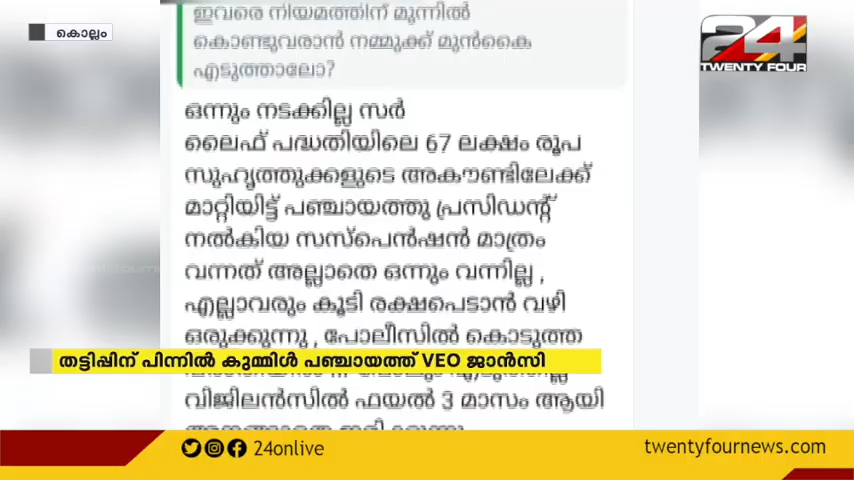 കൊല്ലം
ഇവരെ നിയമത്തിന് മുന്നിൽ
കൊണ്ടുവരാൻ നമ്മുക്ക് മുൻകൈ
എടുത്താലോ?
24
TWENTY FOUR
ഒന്നും നടക്കില്ല സർ
ലൈഫ് പദ്ധതിയിലെ 67 ലക്ഷം രൂപ
സുഹൃത്തുക്കളുടെ അകൗണ്ടിലേക്ക്
മാറ്റിയിട്ട് പഞ്ചായത്തു പ്രസിഡന്റ്
നൽകിയ സസ്പെൻഷൻ മാത്രം
വന്നത് അല്ലാതെ ഒന്നും വന്നില്ല ,
എല്ലാവരും കൂടി രക്ഷപെടാൻ വഴി
ഒരുക്കുന്നു , പോലീസിൽ കൊടുത്ത
തട്ടിപ്പിന് പിന്നിൽ കുമ്മിൾ പഞ്ചായത്ത് VEO ജാൻസി
വിജിലൻസിൽ ഫയൽ 3 മാസം ആയി
24onlive
twentyfournews.com